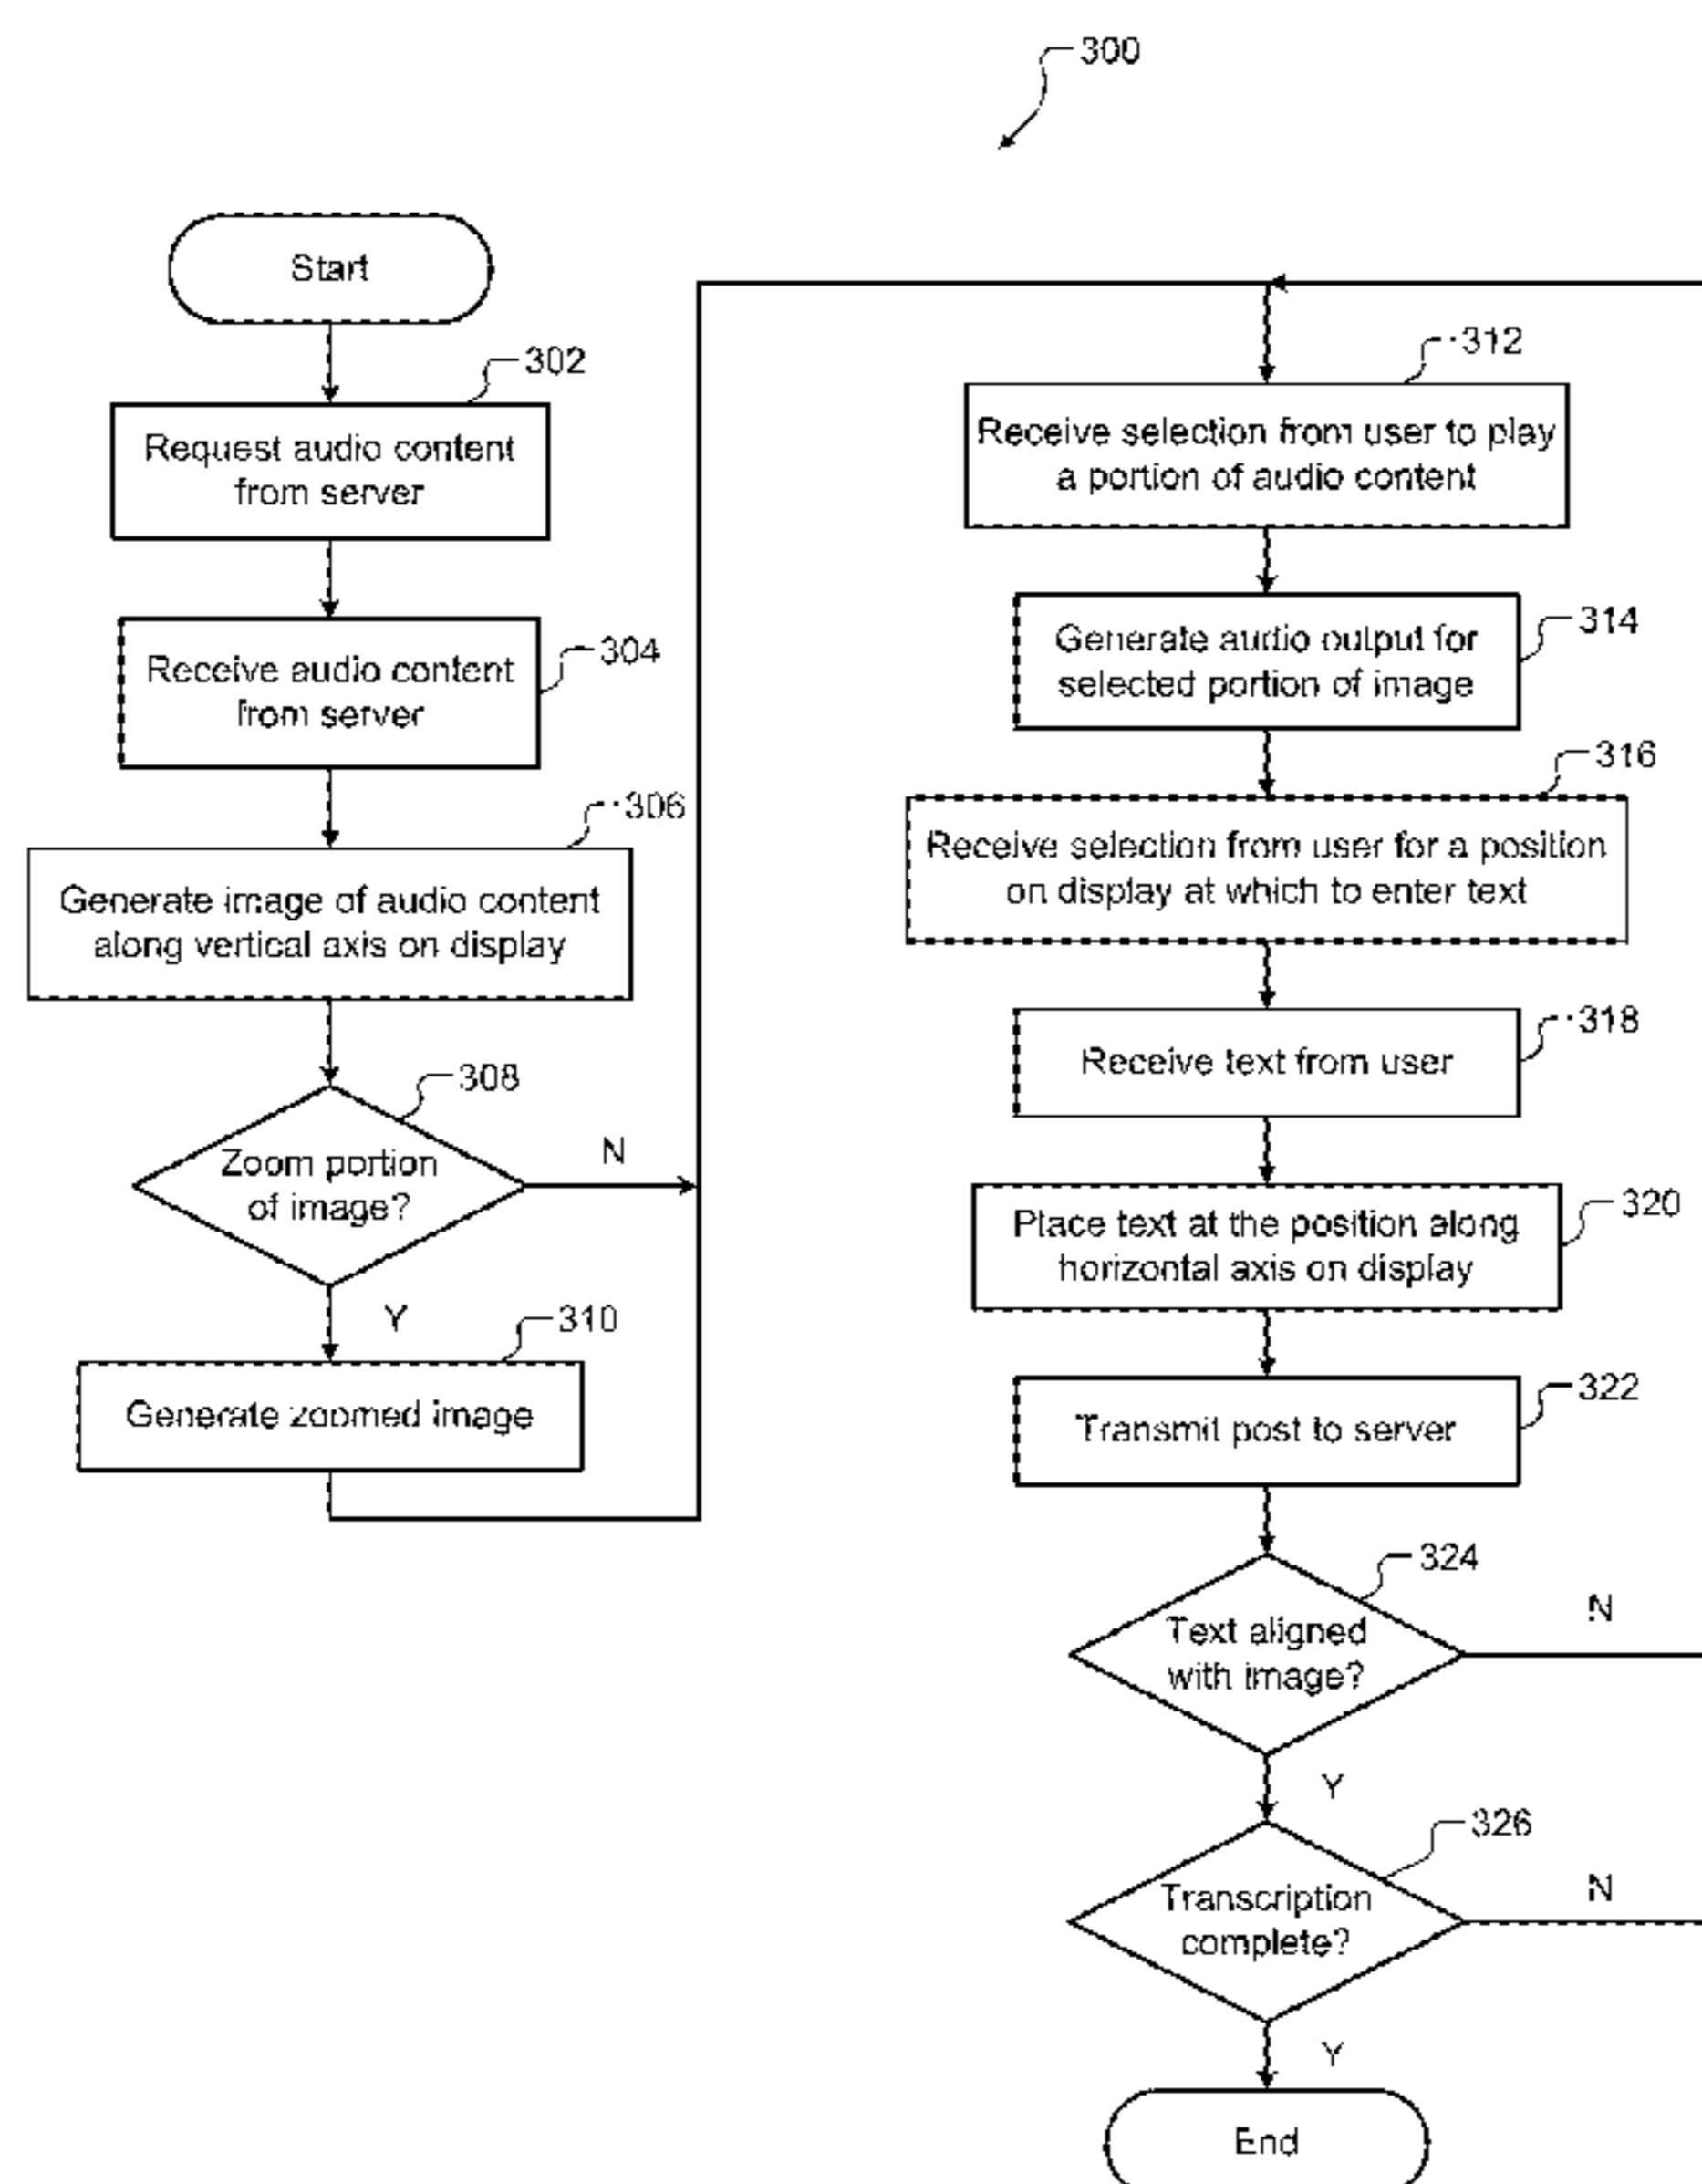 300
Start
302
Request audio content
from server
304
Receive audio content
from server
306
Generate image of audio content
along vertical axis on display
308
Zoom portion
of image?
N
Y
310
Generate zoomed image
312
Receive selection from user to play
a portion of audio content
314
Generate audio output for
selected portion of image
316
Receive selection from user for a position
on display at which to enter text
318
Receive text from user
320
Place text at the position along
horizontal axis on display
322
Transmit post to server
324
Text aligned
with image?
N
Y
326
Transcription
complete?
N
Y
End